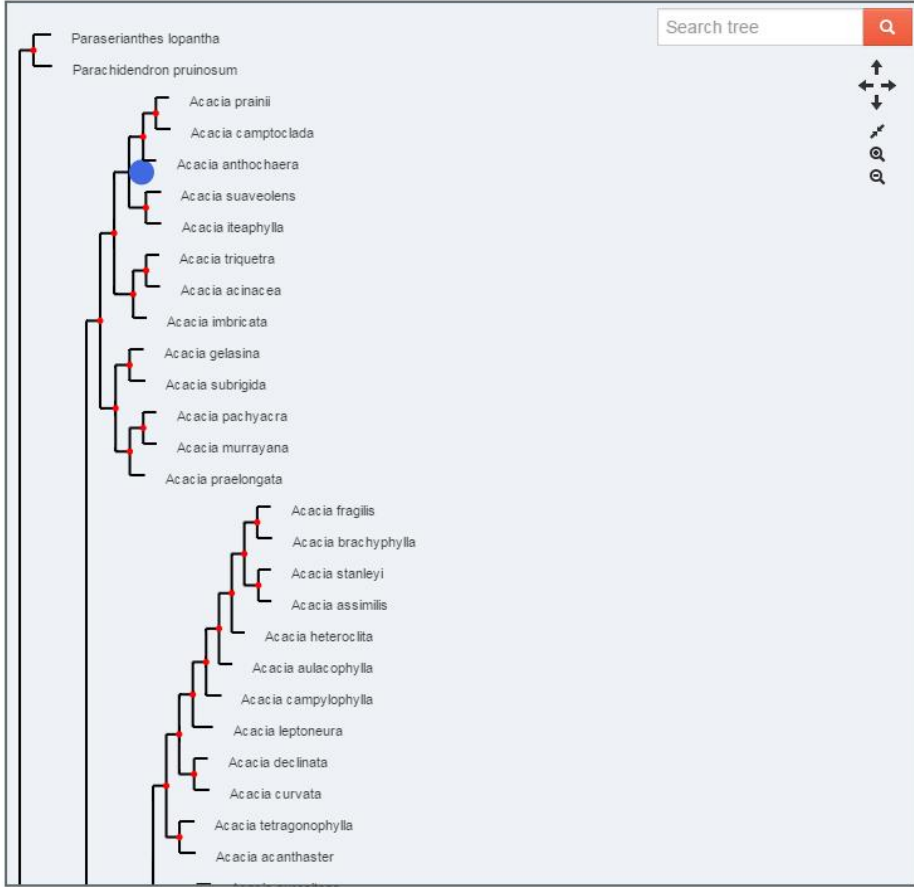 Search tree
Paraserianthes lopantha
Parachidendron pruinosum
Acacia prainii
Acacia camptoclada
Acacia anthochaera
Acacia suaveolens
Acacia iteaphylla
Acacia triquetra
Acacia acinacea
Acacia imbricata
Acacia gelasina
Acacia subrigida
Acacia pachyacra
Acacia murrayana
Acacia praelongata
Acacia fragilis
Acacia brachyphylla
Acacia stanleyi
Acacia assimilis
Acacia heteroclita
Acacia aulacophylla
Acacia campylophylla
Acacia leptoneura
Acacia declinata
Acacia curvata
Acacia tetragonophylla
Acacia acanthaster